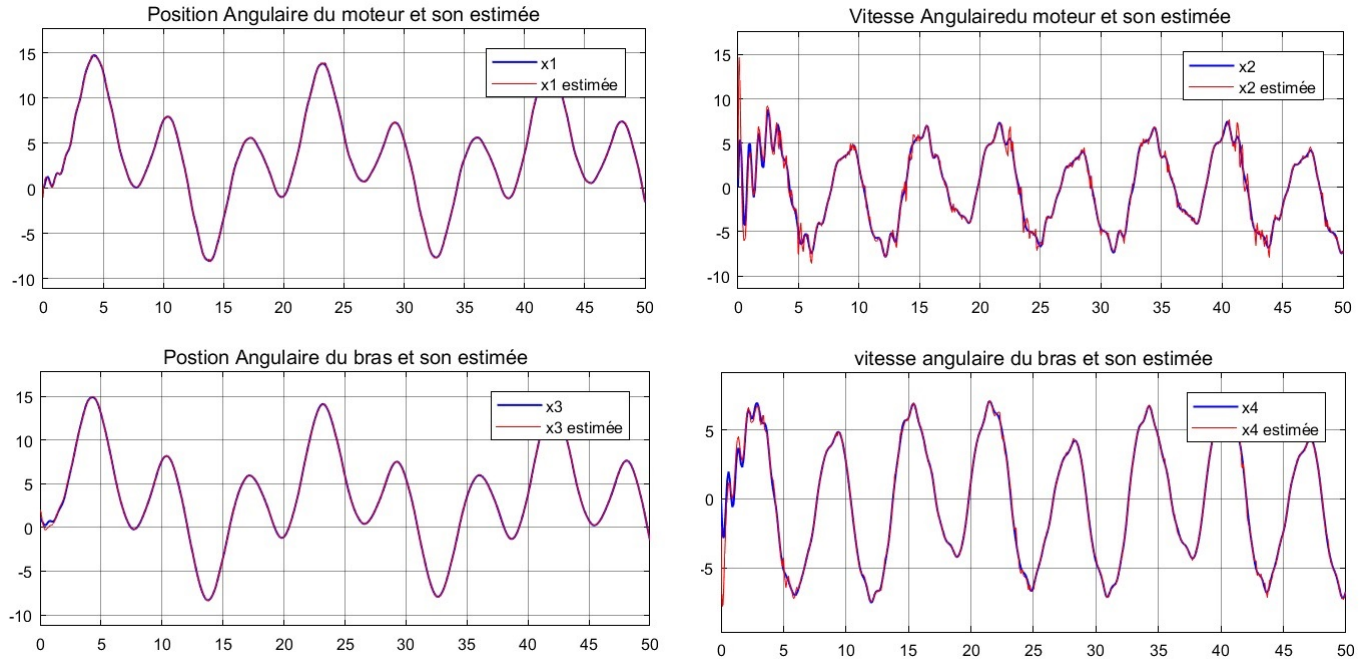 Position Angulaire du moteur et son estimée
15
10
5
0
-5
-10
x1
x1 estimée
0 5 10 15 20 25 30 35 40 45 50
Vitesse Angulairedu moteur et son estimée
15
10
5
0
-5
-10
x2
x2 estimée
0 5 10 15 20 25 30 35 40 45 50
Postion Angulaire du bras et son estimée
15
10
5
0
-5
-10
x3
x3 estimée
0 5 10 15 20 25 30 35 40 45 50
vitesse angulaire du bras et son estimée
5
0
-5
x4
x4 estimée
0 5 10 15 20 25 30 35 40 45 50